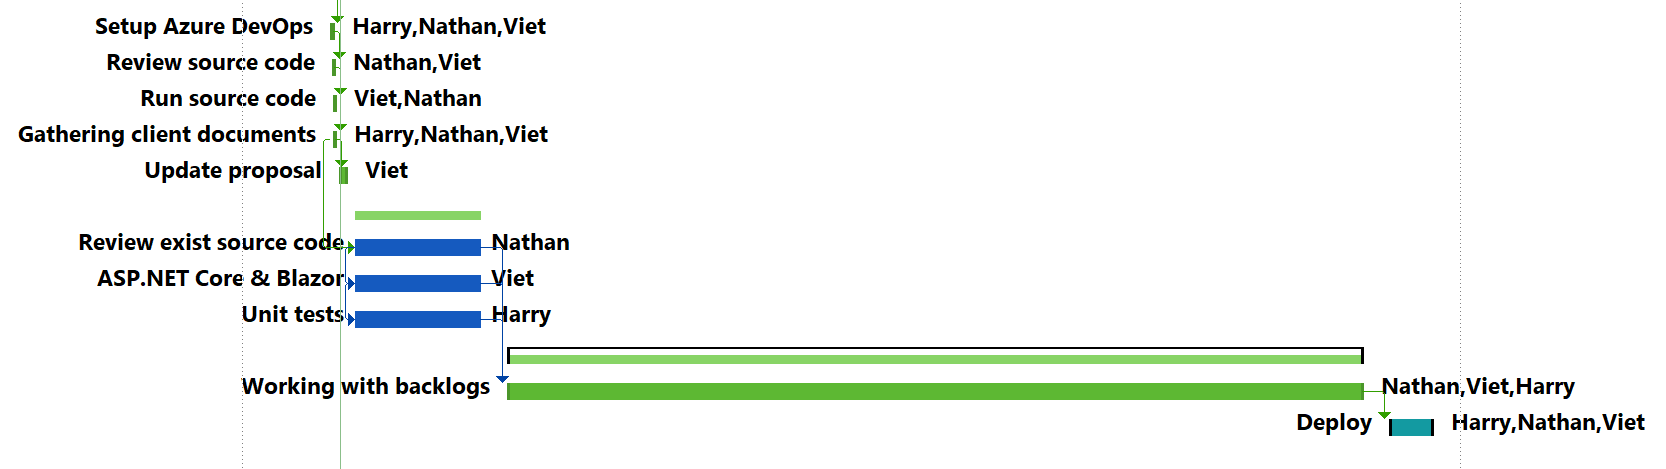 Setup Azure DevOps Harry,Nathan,Viet
Review source code Nathan,Viet
Run source code Viet,Nathan
Gathering client documents Harry,Nathan,Viet
Update proposal Viet
Review exist source code Nathan
ASP.NET Core & Blazor Viet
Unit tests Harry
Working with backlogs Nathan,Viet,Harry
Deploy Harry,Nathan,Viet